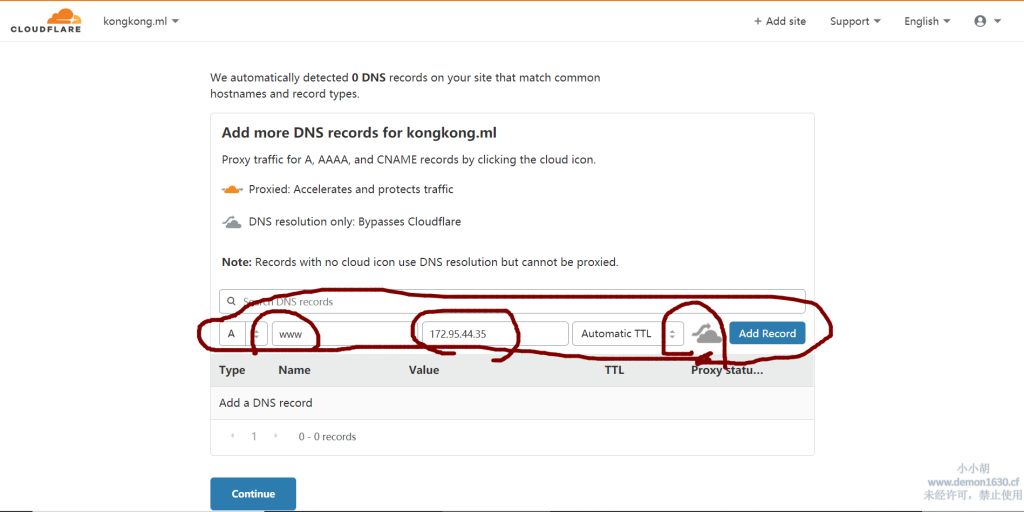 CLOUDFLARE
kongkong.ml
+ Add site
Support
English
We automatically detected 0 DNS records on your site that match common
hostnames and record types.
Add more DNS records for kongkong.ml
Proxy traffic for A, AAAA, and CNAME records by clicking the cloud icon.
Proxied: Accelerates and protects traffic
DNS resolution only: Bypasses Cloudflare
Note: Records with no cloud icon use DNS resolution but cannot be proxied.
Search DNS records
A www 172.95.44.35 Automatic TTL Add Record
Type Name Value TTL Proxy statu...
Add a DNS record
1 0 - 0 records
Continue
小小胡
www.demon1630.cf
未经许可，禁止使用